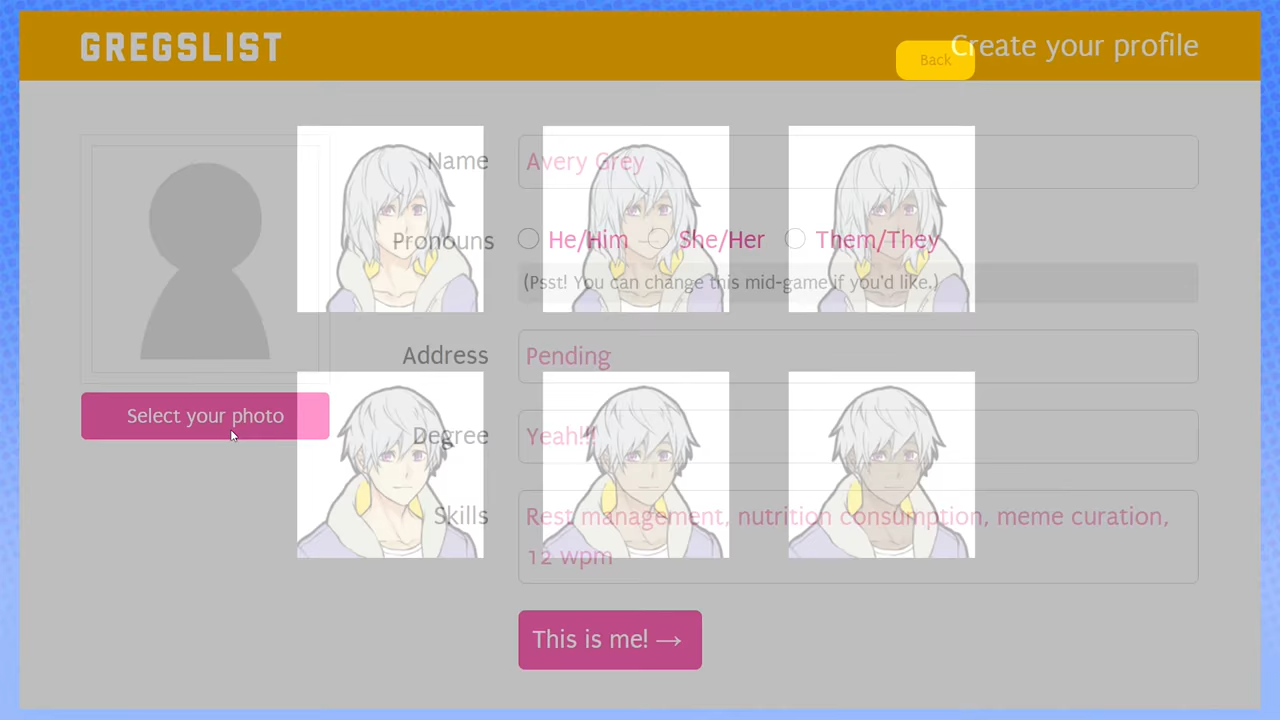 GREGSLIST
Create your profile
Back
Name
Avery Grey
Pronouns
He/Him
She/Her
Them/They
(Psst! You can change this mid-game if you'd like.)
Address
Pending
Select your photo
Degree
Yeah!!!
Skills
Rest management, nutrition consumption, meme curation,
12 wpm
This is me! →